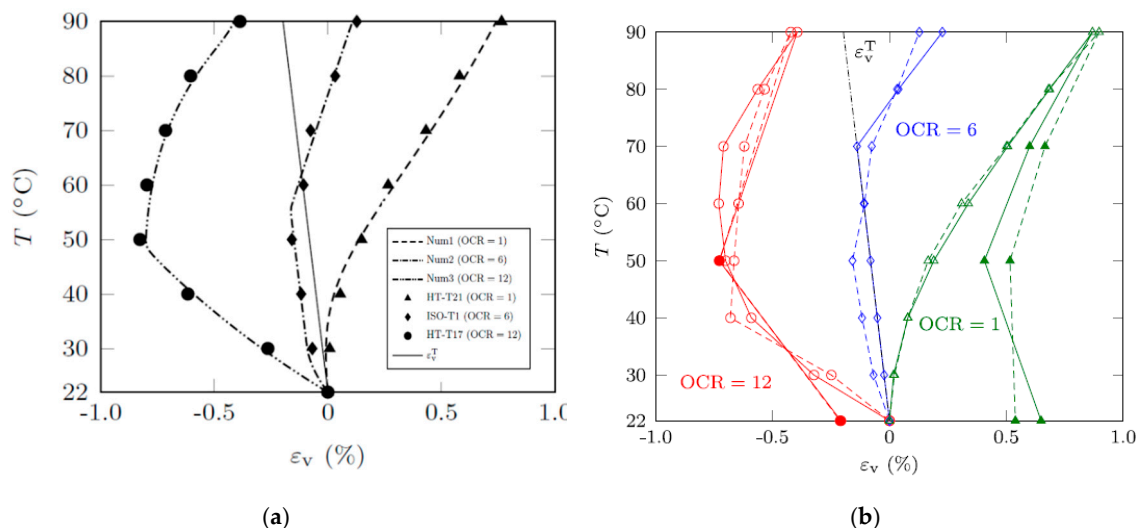 90
80
70
60
50
40
30
22
T (°C)
-1.0
-0.5
0
0.5
1.0
εv (%)
Num1 (OCR = 1)
Num2 (OCR = 6)
Num3 (OCR = 12)
HT-T21 (OCR = 1)
ISO-T1 (OCR = 6)
HT-T17 (OCR = 12)
εvT
(a)
90
80
70
60
50
40
30
22
T (°C)
εvT
OCR = 6
OCR = 1
OCR = 12
-1.0
-0.5
0
0.5
1.0
εv (%)
(b)